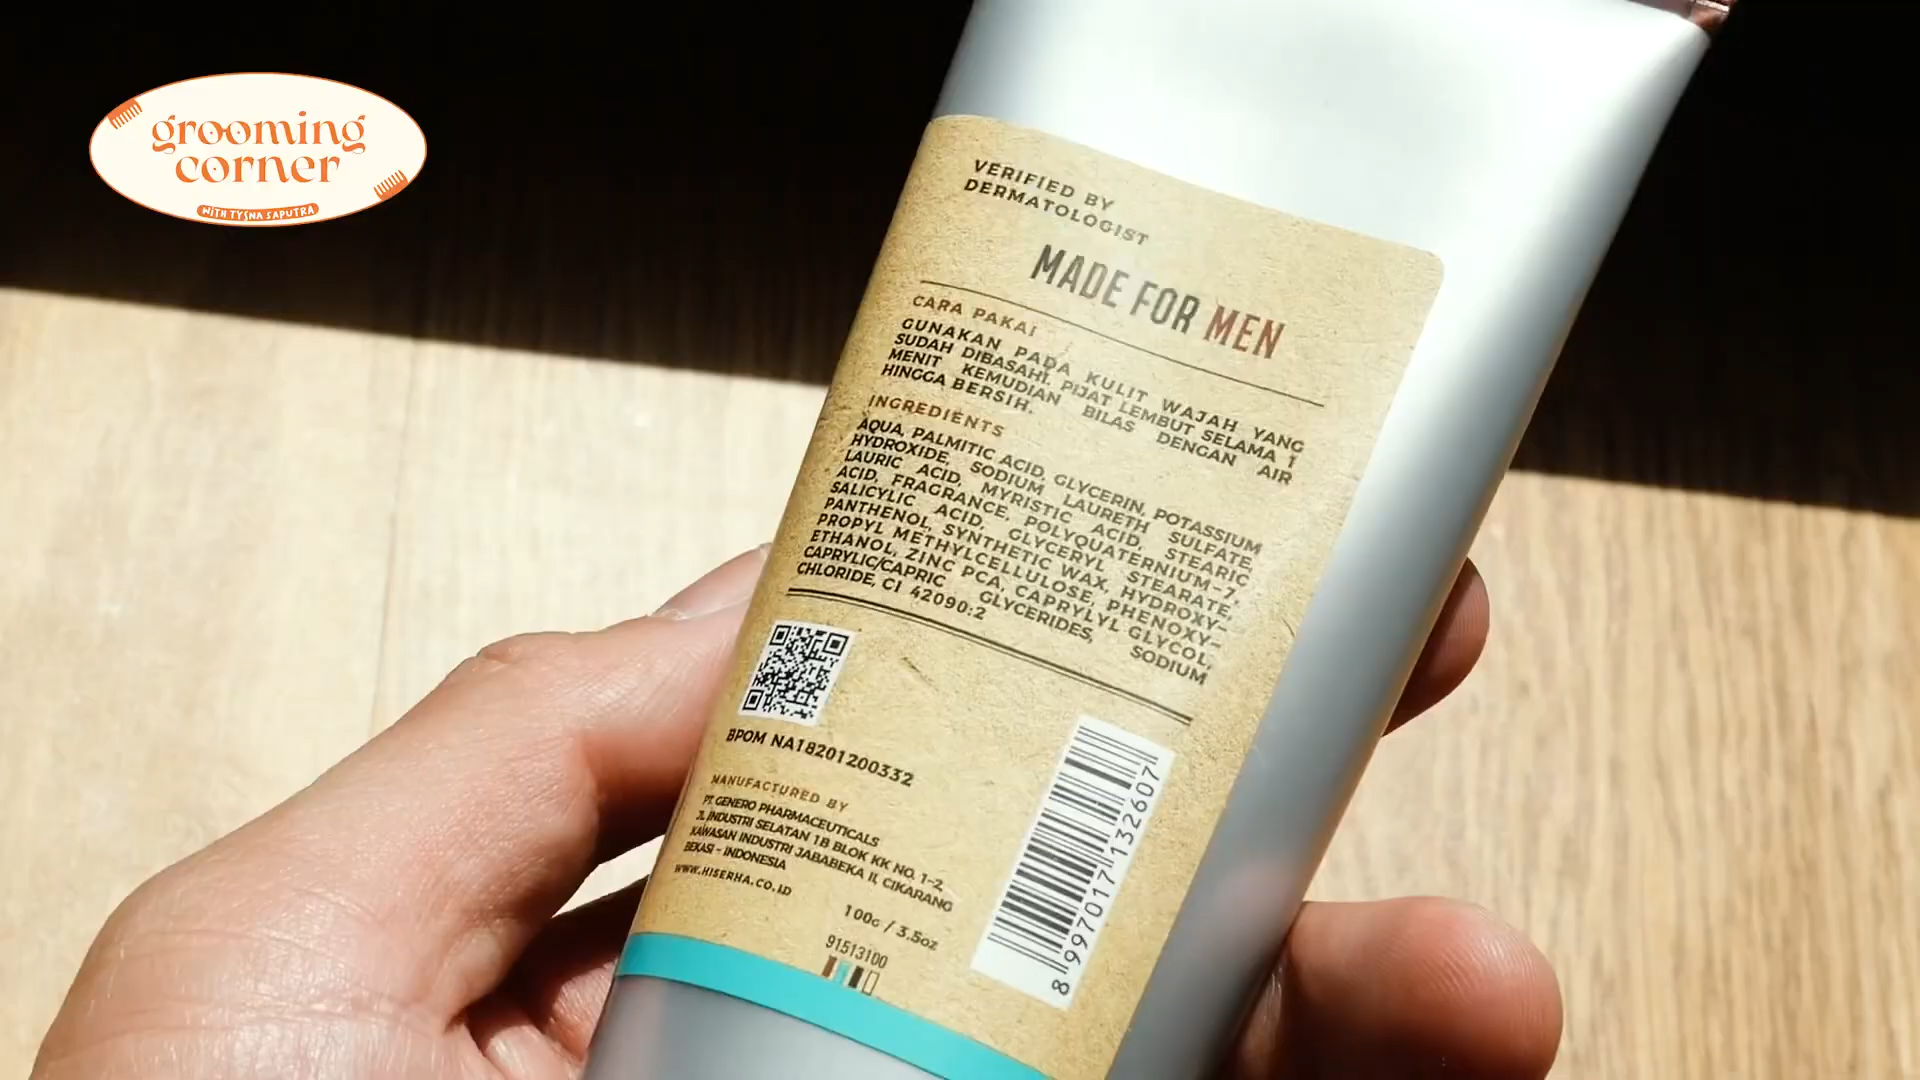 grooming
corner
WITH TYSNA SAPUTRA
VERIFIED BY
DERMATOLOGIST
MADE FOR MEN
CARA PAKAI
GUNAKAN PADA KULIT WAJAH YANG
SUDAH DIBASAHI. PIJAT LEMBUT SELAMA 1
MENIT KEMUDIAN BILAS DENGAN AIR
HINGGA BERSIH.
INGREDIENTS
AQUA, PALMITIC ACID, GLYCERIN, POTASSIUM
HYDROXIDE, SODIUM LAURETH SULFATE,
LAURIC ACID, MYRISTIC ACID, STEARIC
ACID, FRAGRANCE, POLYQUATERNIUM-7,
SALICYLIC ACID, GLYCERYL STEARATE,
PANTHENOL, SYNTHETIC WAX, HYDROXY-
PROPYL METHYLCELLULOSE, PHENOXY-
ETHANOL, ZINC PCA, CAPRYLYL GLYCOL,
CAPRYLIC/CAPRIC GLYCERIDES, SODIUM
CHLORIDE, CI 42090:2
BPOM NA18201200332
MANUFACTURED BY
PT. GENERO PHARMACEUTICALS
JL INDUSTRI SELATAN 1B BLOK KK NO. 1-2,
KAWASAN INDUSTRI JABABEKA II, CIKARANG
BEKASI - INDONESIA
WWW.HISERHA.CO.ID
100G / 3.5OZ
91513100
8 997017 132607